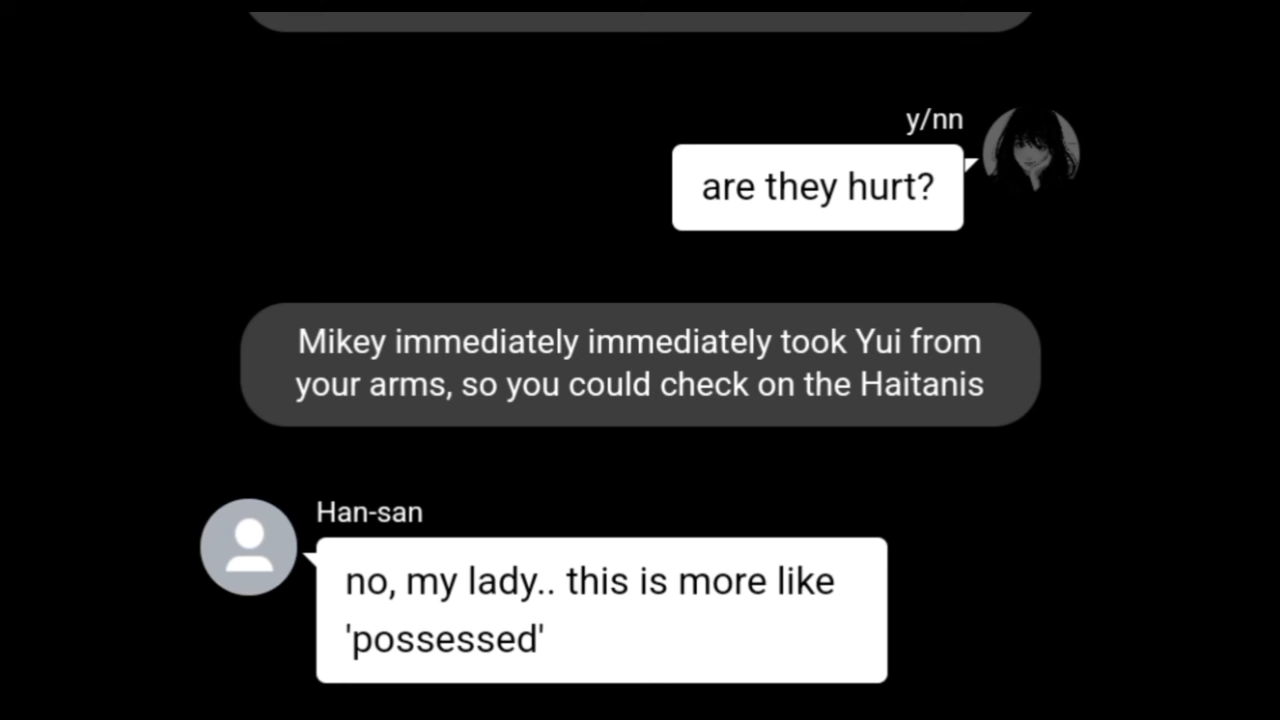 y/nn
are they hurt?
Mikey immediately immediately took Yui from
your arms, so you could check on the Haitanis
Han-san
no, my lady.. this is more like
'possessed'